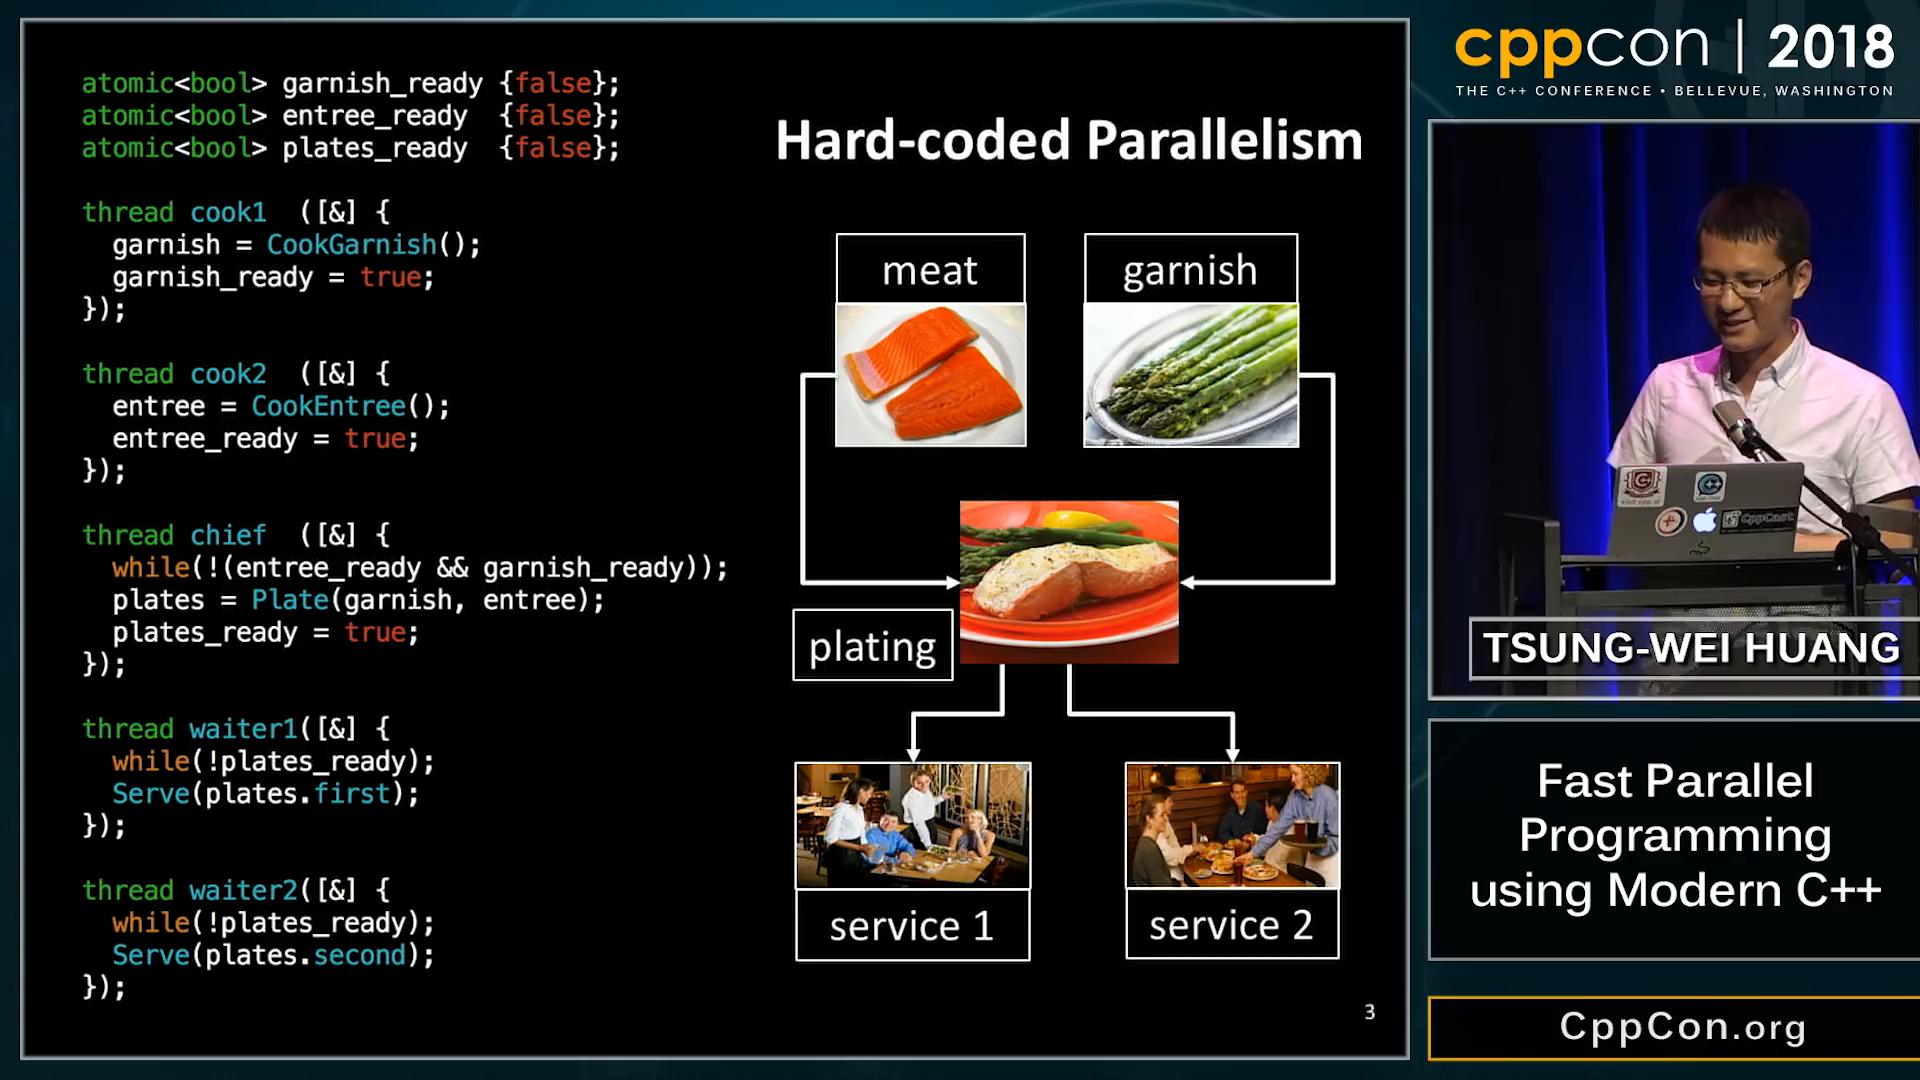 atomic<bool> garnish_ready {false};
atomic<bool> entree_ready {false};
atomic<bool> plates_ready {false};
thread cook1 ([&] {
garnish = CookGarnish();
garnish_ready = true;
});
thread cook2 ([&] {
entree = CookEntree();
entree_ready = true;
});
thread chief ([&] {
while(!(entree_ready && garnish_ready));
plates = Plate(garnish, entree);
plates_ready = true;
});
thread waiter1([&] {
while(!plates_ready);
Serve(plates.first);
});
thread waiter2([&] {
while(!plates_ready);
Serve(plates.second);
});
Hard-coded Parallelism
meat
garnish
plating
service 1
service 2
3
cppcon | 2018
THE C++ CONFERENCE • BELLEVUE, WASHINGTON
CppCast
TSUNG-WEI HUANG
Fast Parallel
Programming
using Modern C++
CppCon.org